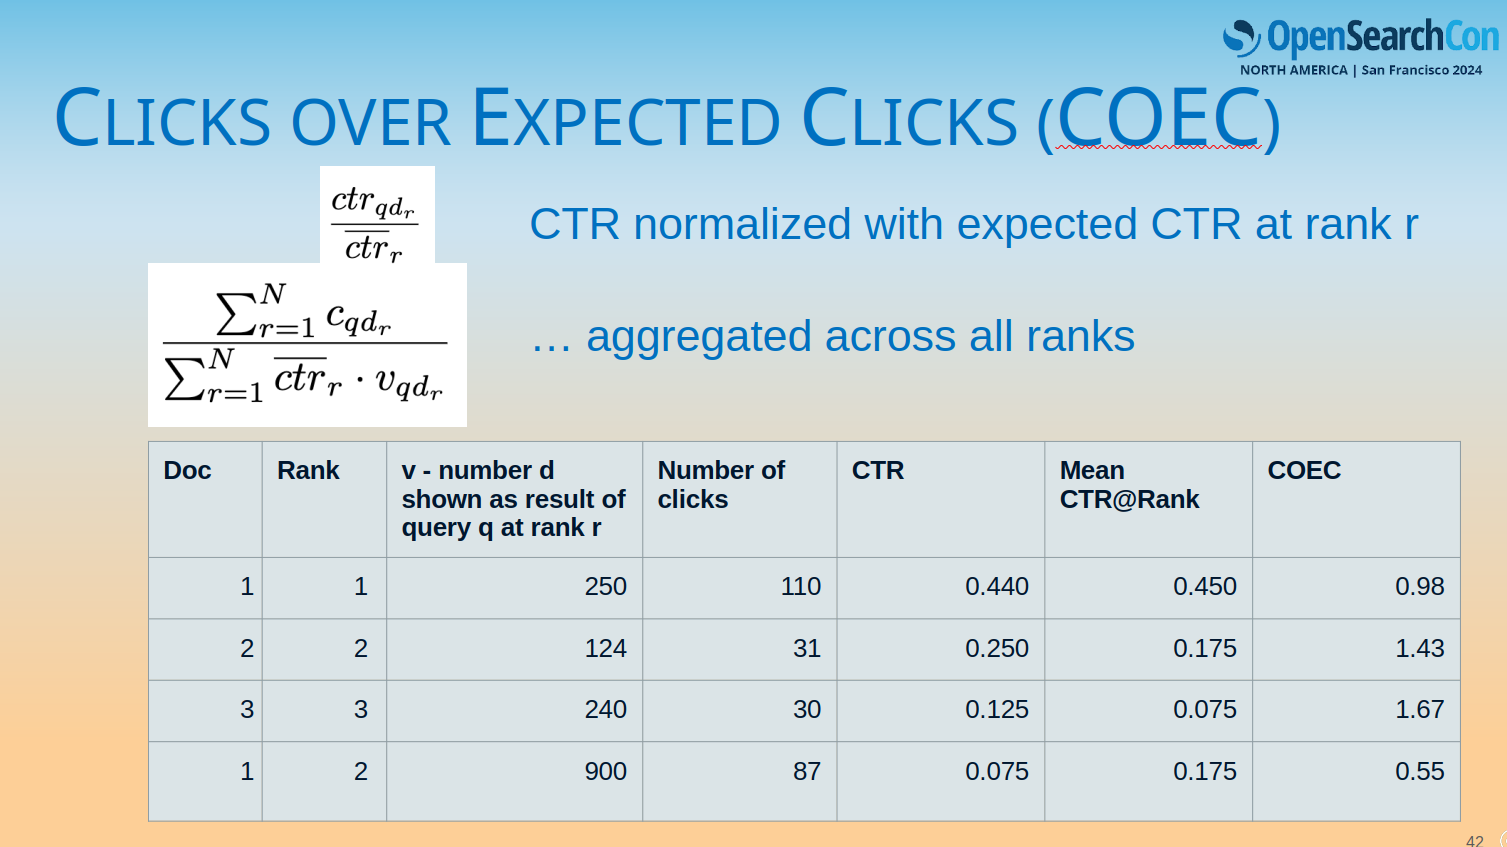 OpenSearchCon
NORTH AMERICA | San Francisco 2024
CLICKS OVER EXPECTED CLICKS (COEC)
ctr_{qd_r}
\overline{ctr}_r
CTR normalized with expected CTR at rank r
∑_{r=1}^{N} c_{qd_r}
∑_{r=1}^{N} \overline{ctr}_r · v_{qd_r}
… aggregated across all ranks
Doc Rank v - number d shown as result of query q at rank r Number of clicks CTR Mean CTR@Rank COEC
1 1 250 110 0.440 0.450 0.98
2 2 124 31 0.250 0.175 1.43
3 3 240 30 0.125 0.075 1.67
1 2 900 87 0.075 0.175 0.55
42